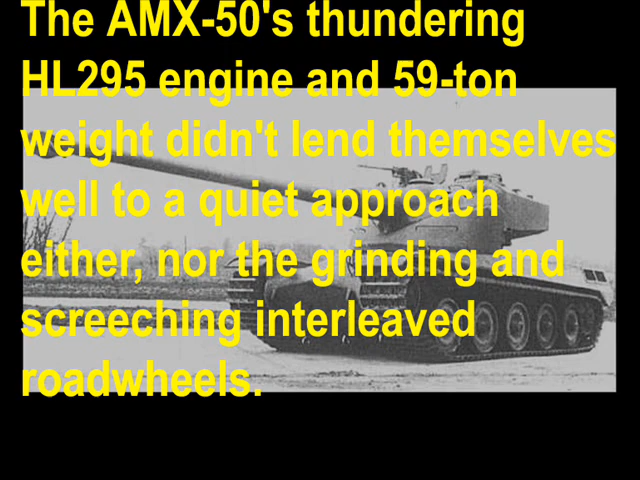 The AMX-50's thundering
HL295 engine and 59-ton
weight didn't lend themselves
well to a quiet approach
either, nor the grinding and
screeching interleaved
roadwheels.